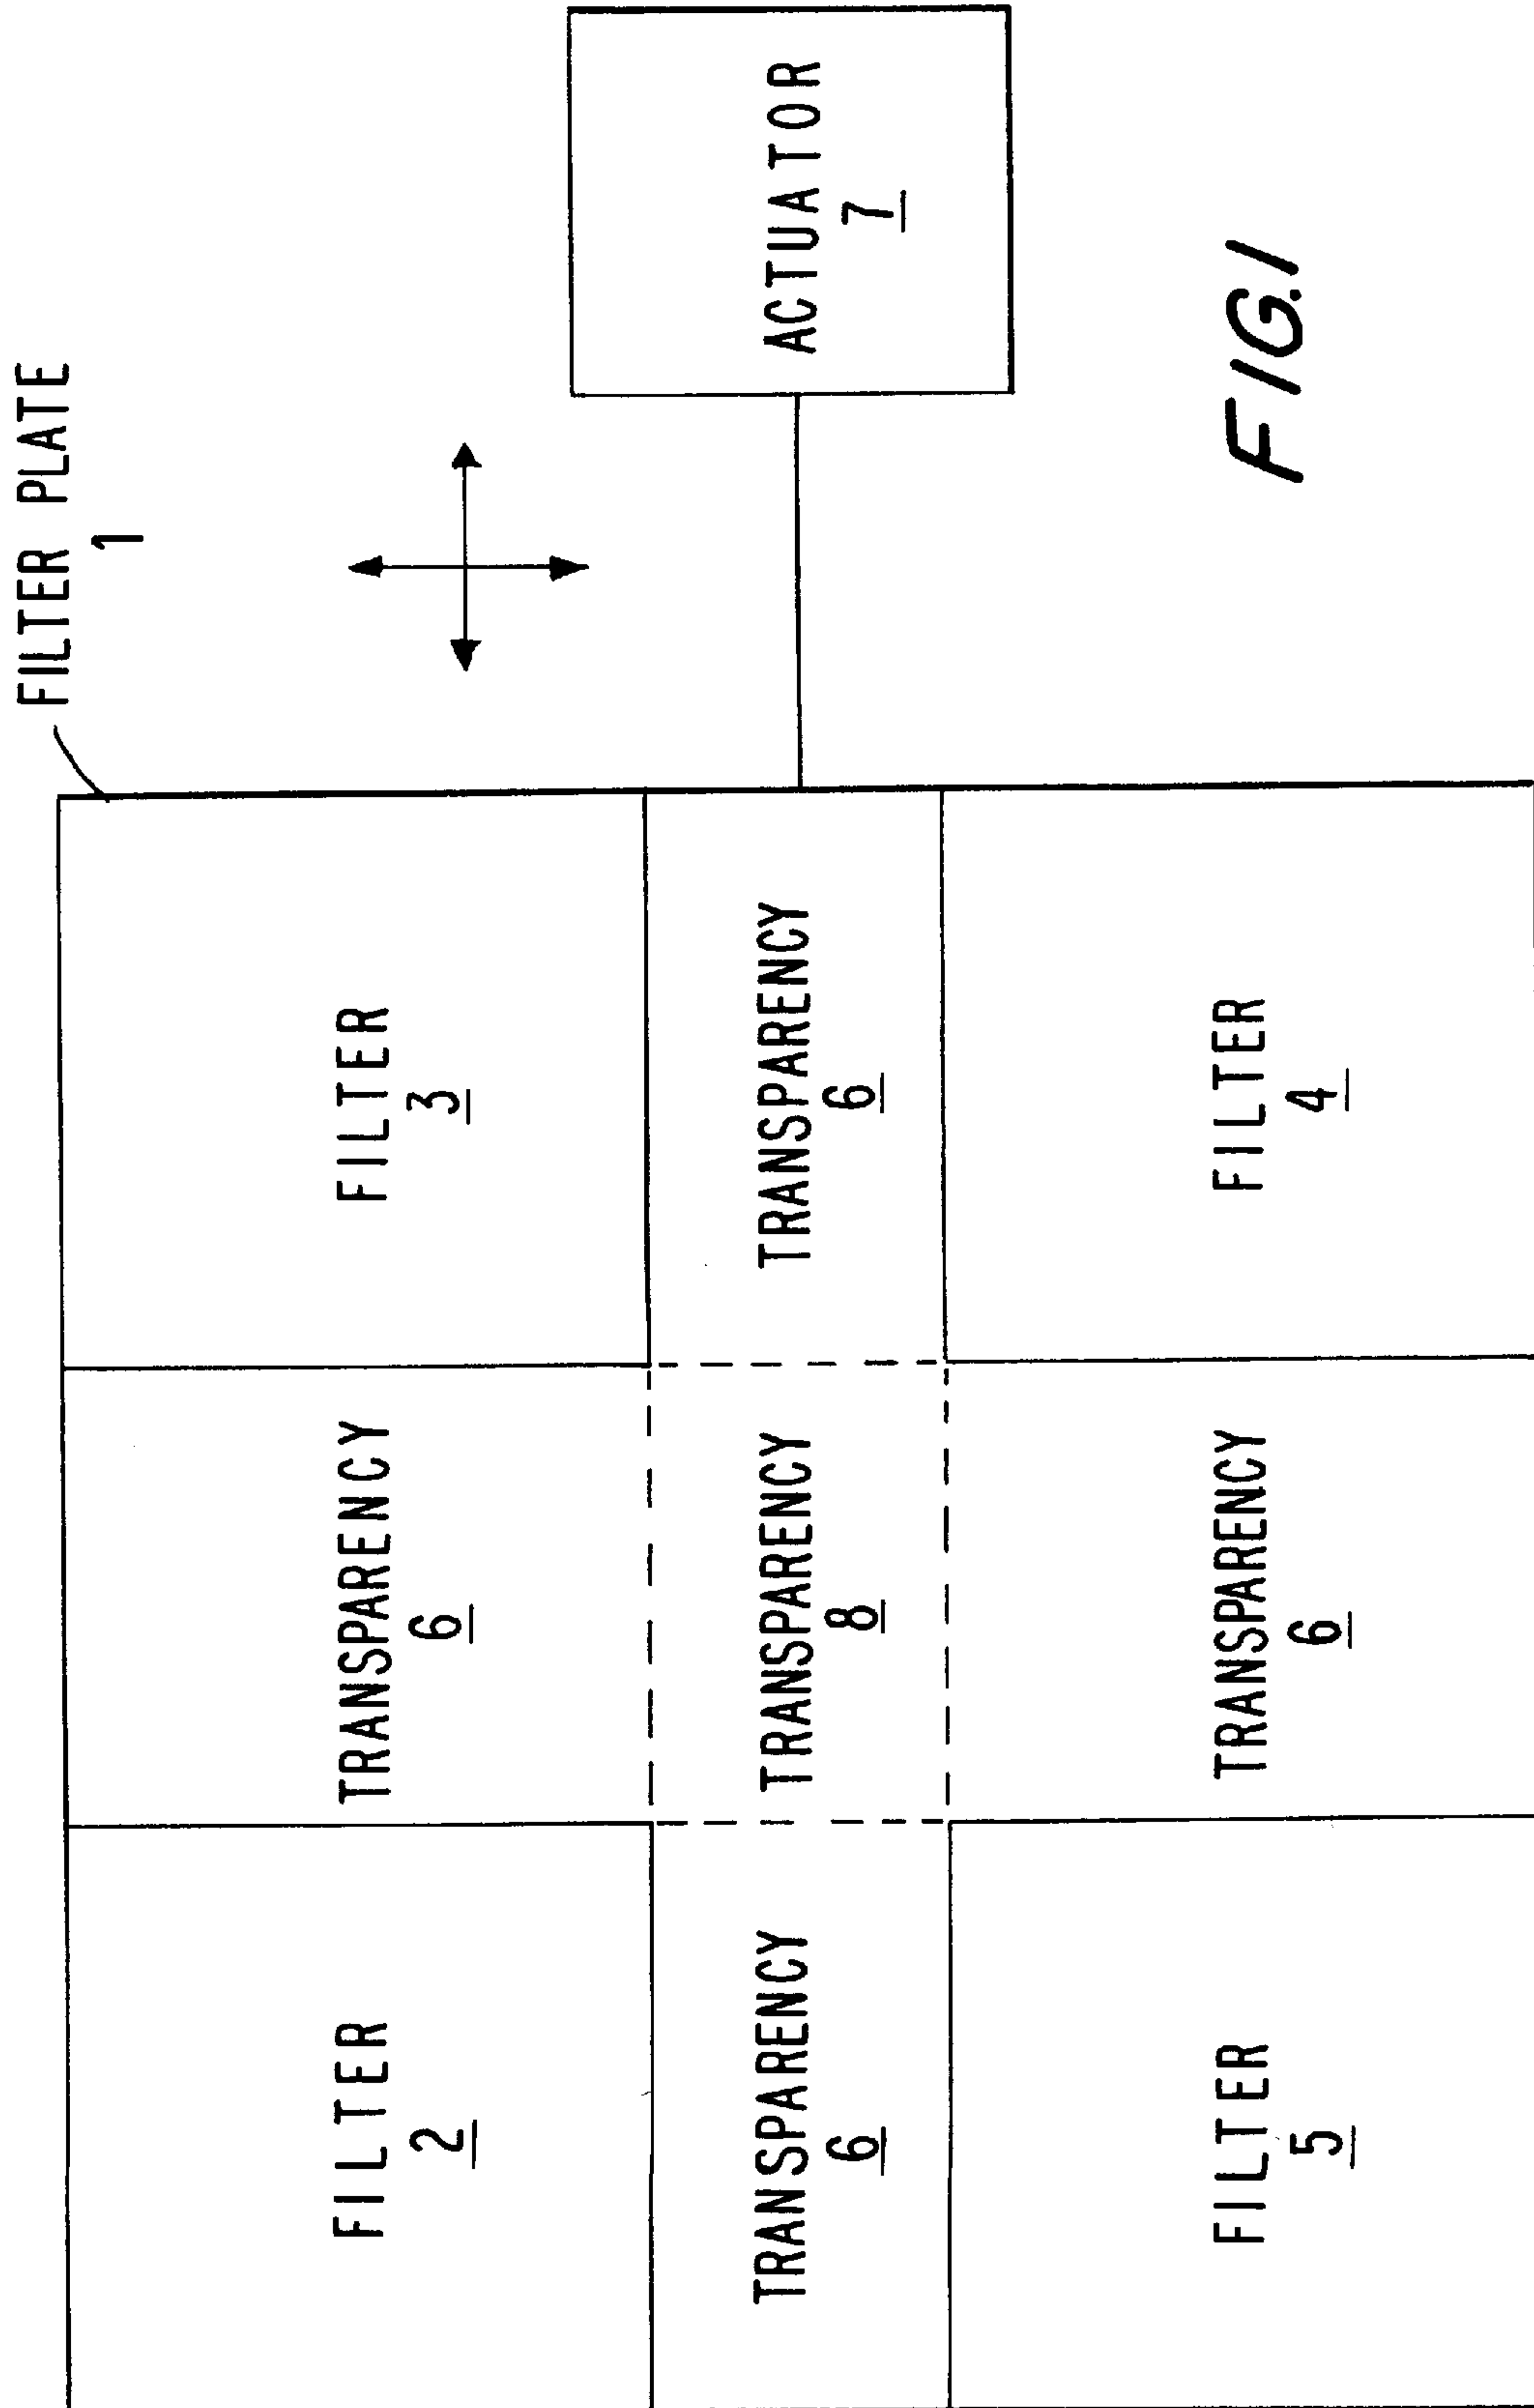 FILTER PLATE
1
FILTER
2
TRANSPARENCY
6
FILTER
3
TRANSPARENCY
6
TRANSPARENCY
8
TRANSPARENCY
6
ACTUATOR
7
FILTER
5
TRANSPARENCY
6
FILTER
4
FIG.1